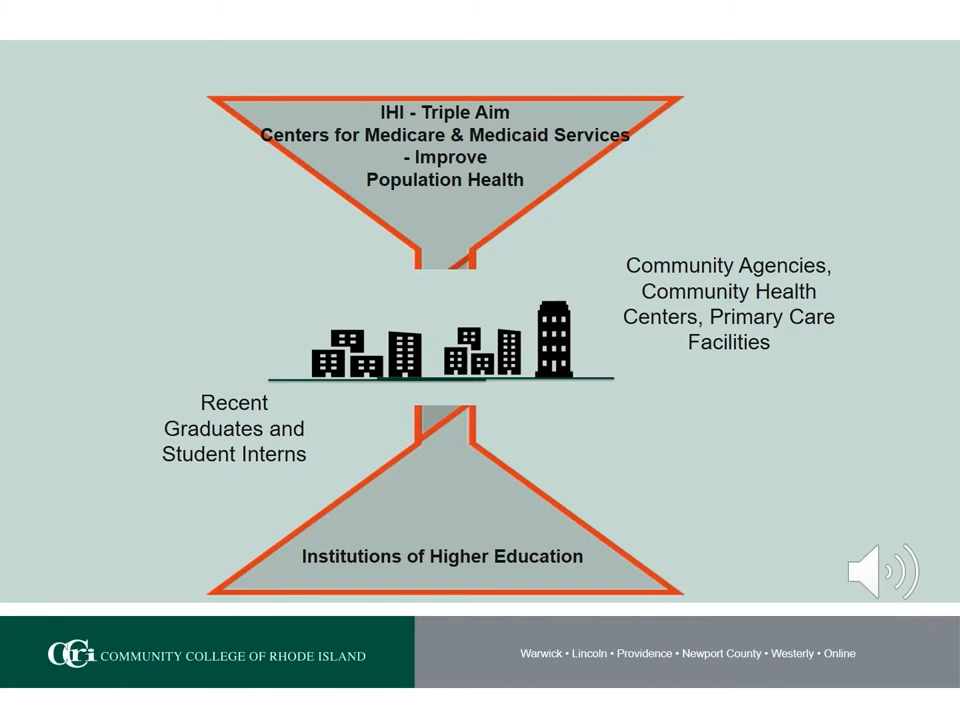 IHI - Triple Aim
Centers for Medicare & Medicaid Services
- Improve
Population Health
Community Agencies,
Community Health
Centers, Primary Care
Facilities
Recent
Graduates and
Student Interns
Institutions of Higher Education
CCRI COMMUNITY COLLEGE OF RHODE ISLAND
Warwick • Lincoln • Providence • Newport County • Westerly • Online